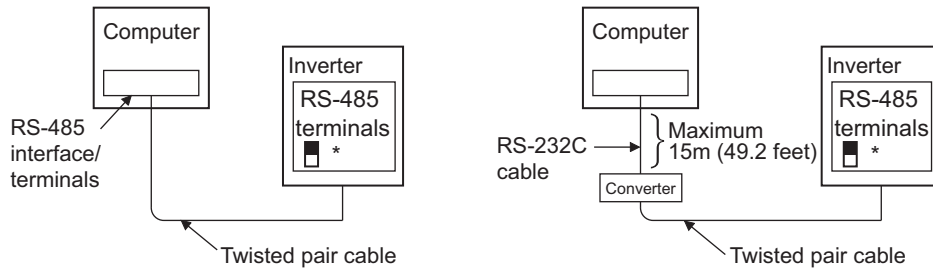 Computer
Inverter
RS-485
terminals
*
RS-485
interface/
terminals
Twisted pair cable
Computer
Inverter
RS-485
terminals
*
RS-232C
cable
Maximum
15m (49.2 feet)
Converter
Twisted pair cable